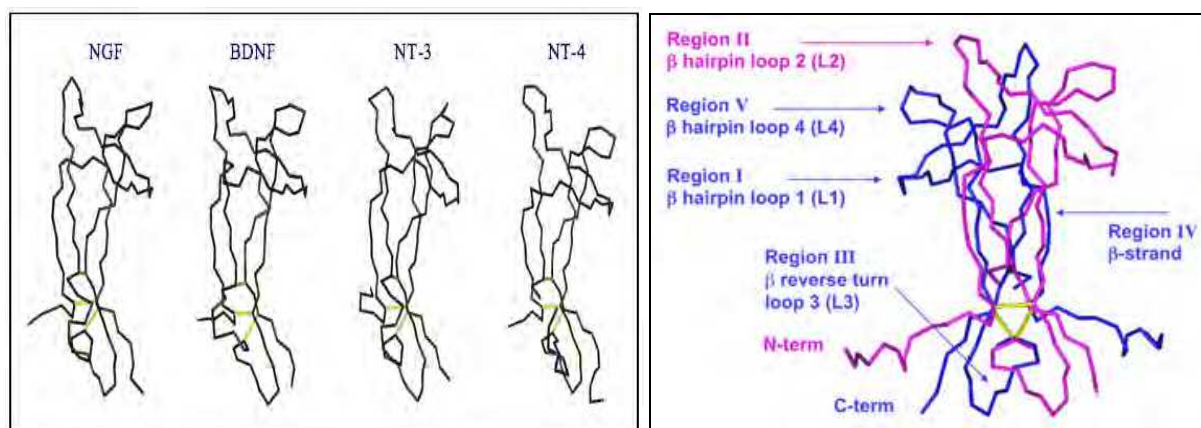 NGF
BDNF
NT-3
NT-4
Region II
β hairpin loop 2 (L2)
Region V
β hairpin loop 4 (L4)
Region I
β hairpin loop 1 (L1)
Region IV
β-strand
Region III
β reverse turn
loop 3 (L3)
N-term
C-term